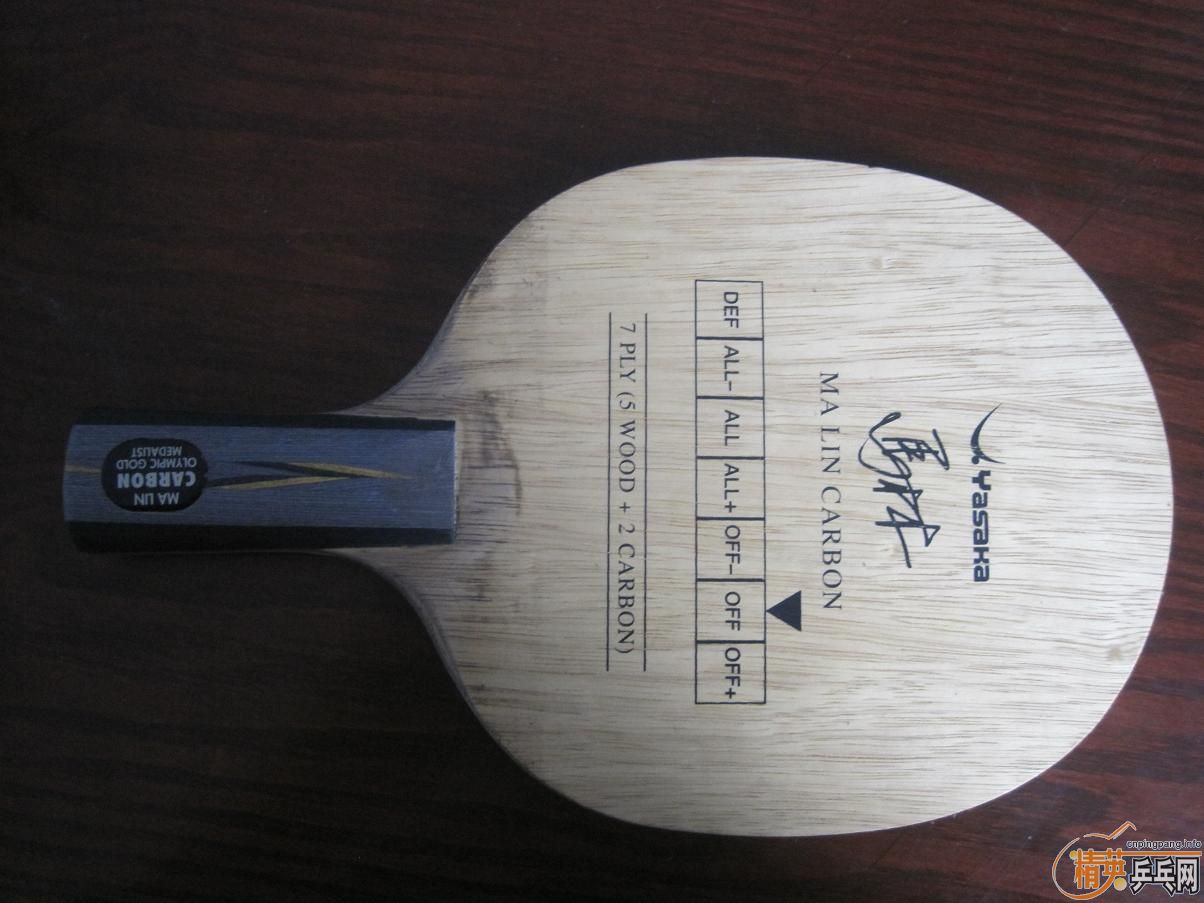 Yasaka
马林
MA LIN CARBON
DEF ALL- ALL ALL+ OFF- OFF OFF+
7 PLY (5 WOOD + 2 CARBON)
MA LIN
CARBON
OLYMPIC GOLD
MEDALIST
cnpingpang.info
精英乒乓网